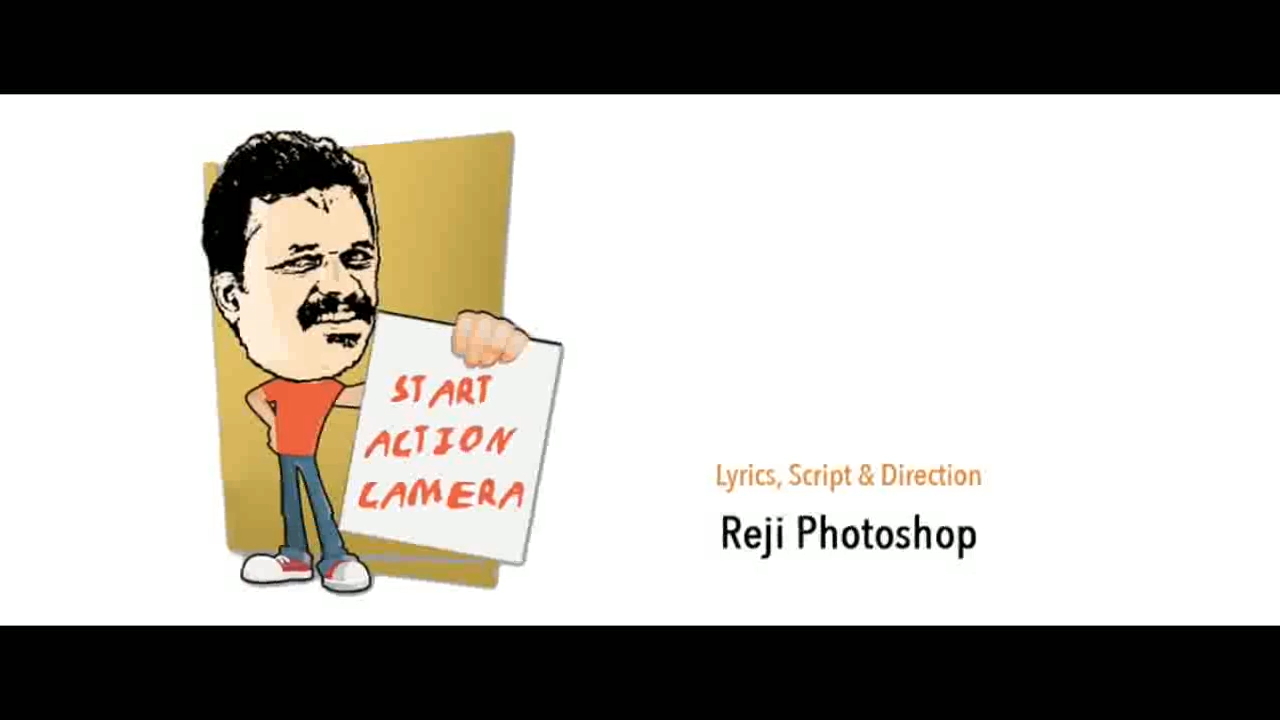 START
ACTION
CAMERA
Lyrics, Script & Direction
Reji Photoshop